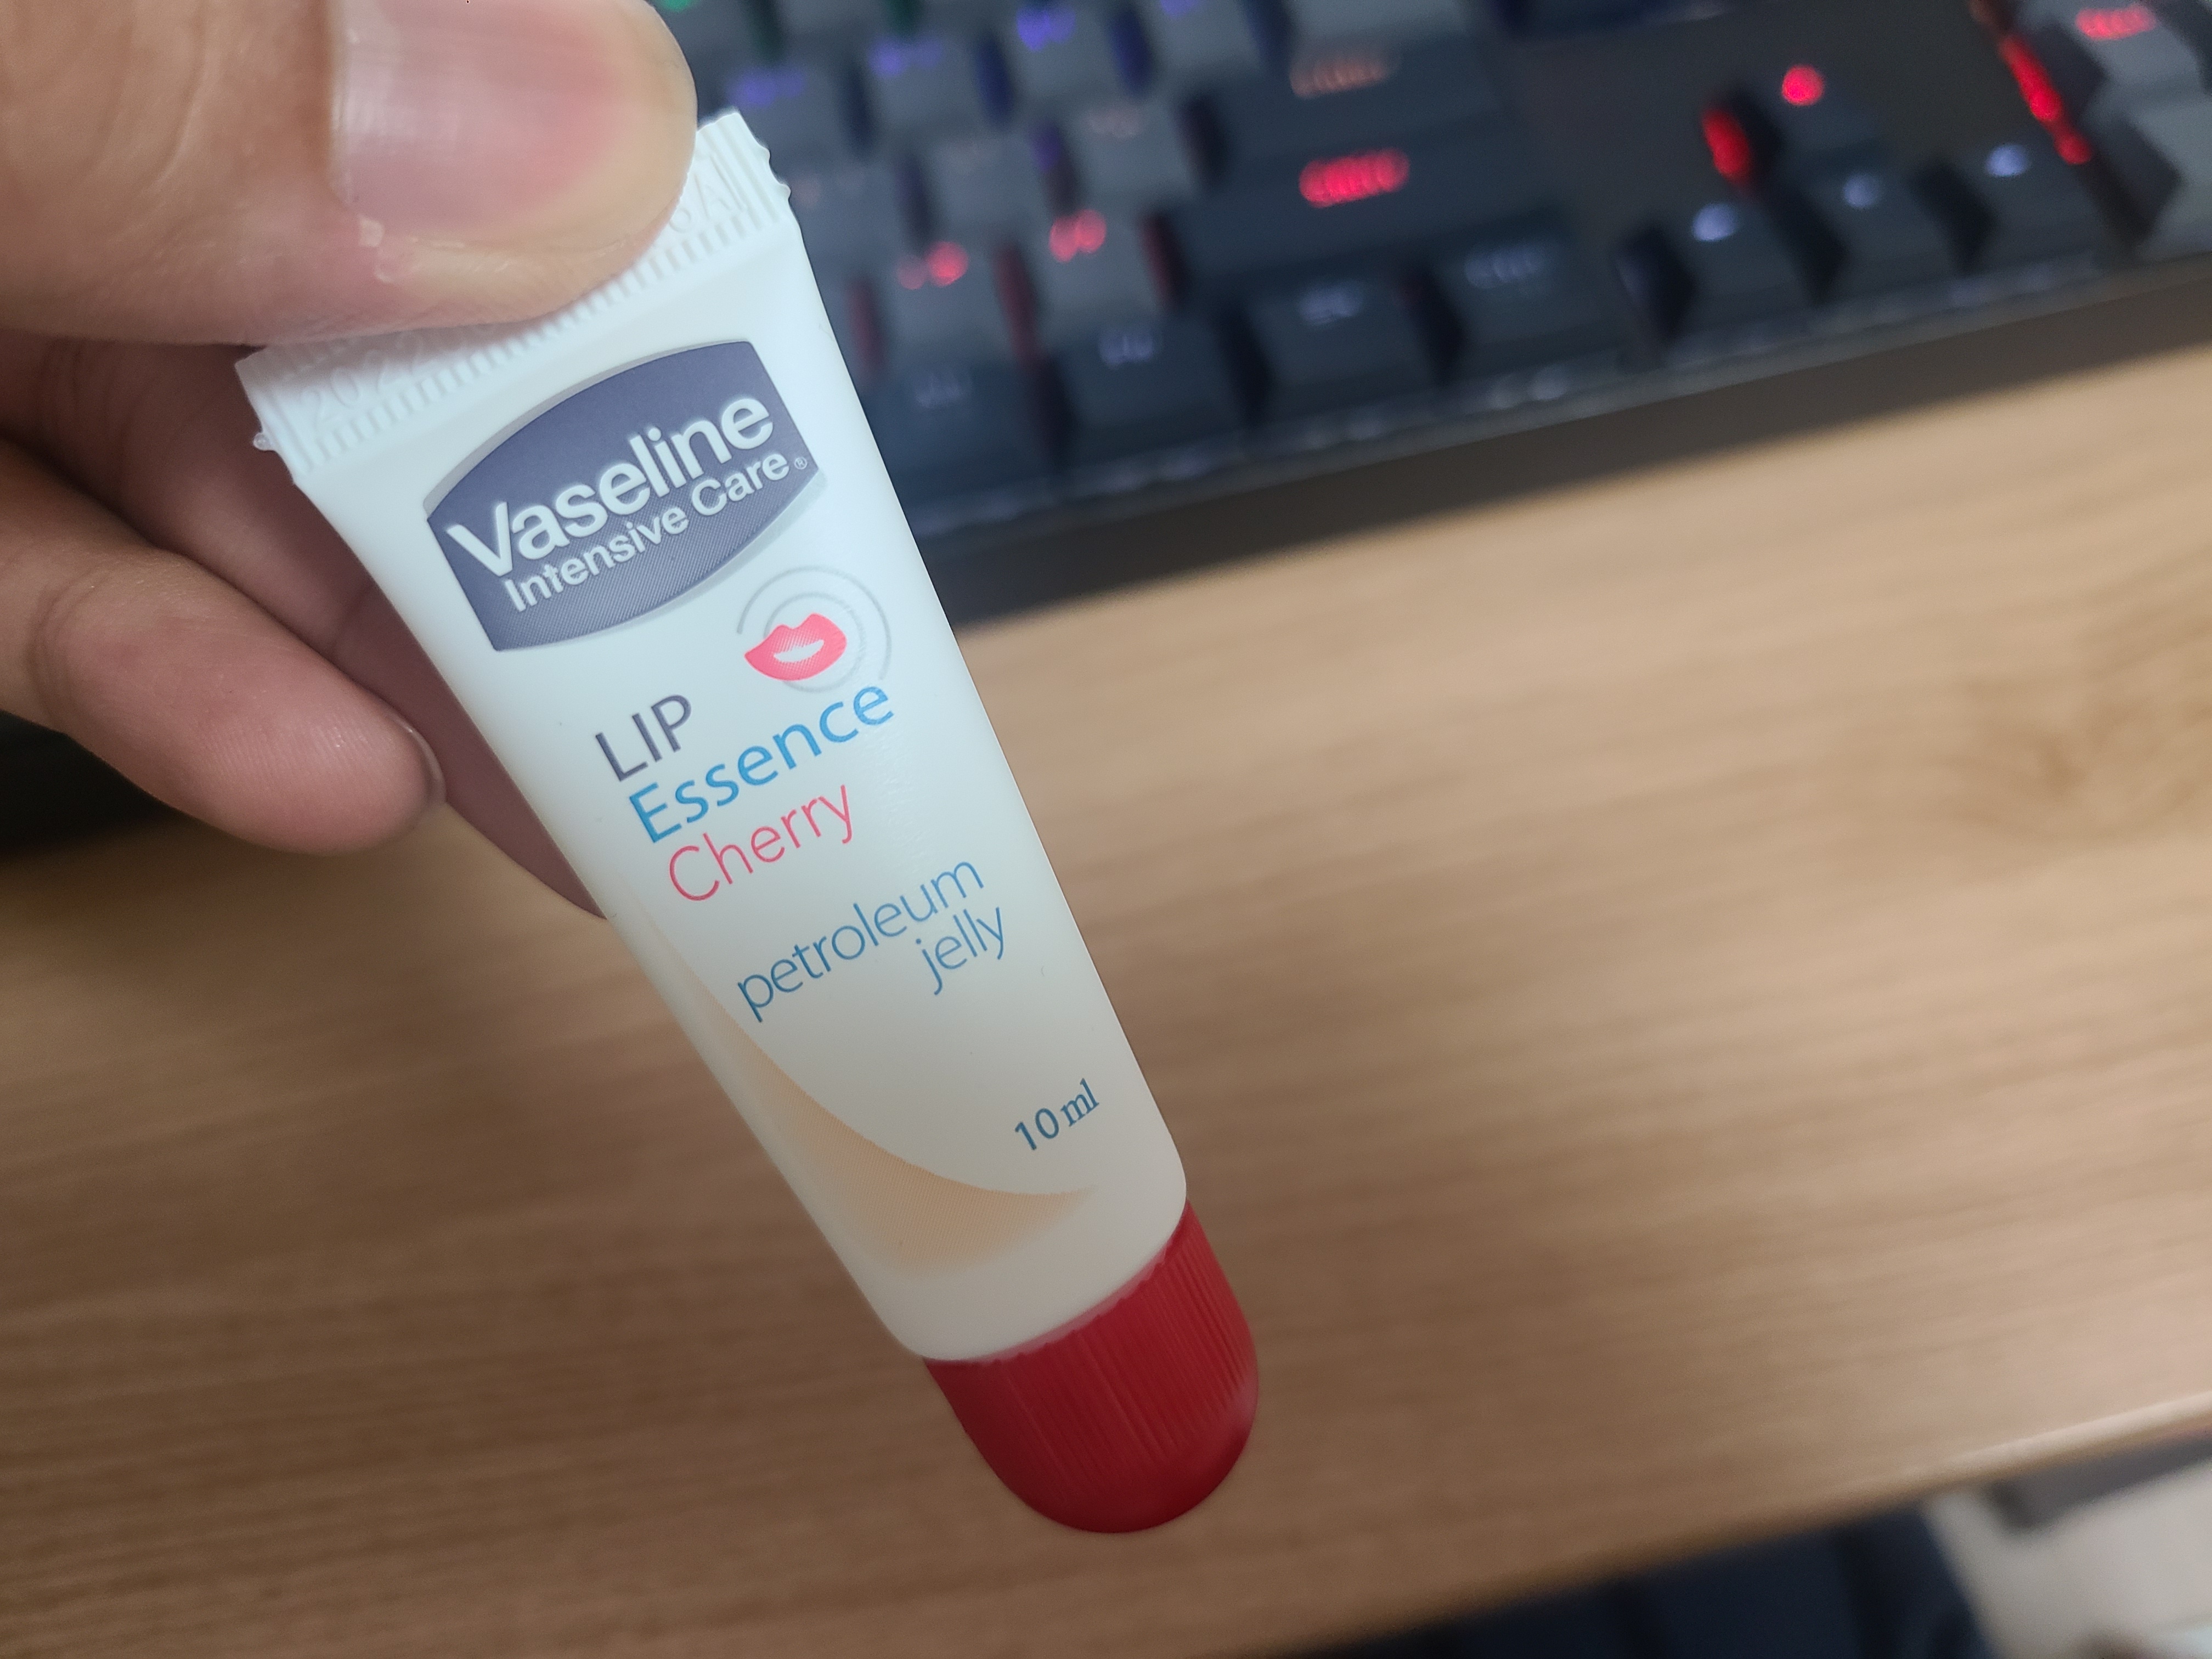 Vaseline
Intensive Care®
LIP
Essence
Cherry
petroleum
jelly
10 ml